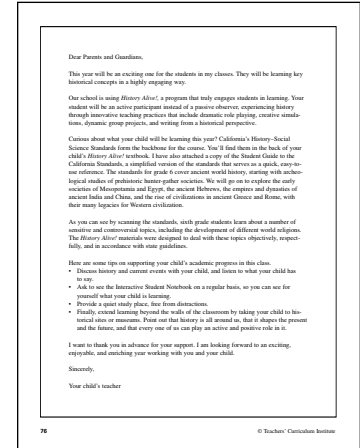 Dear Parents and Guardians,
This year will be an exciting one for the students in my classes. They will be learning key
historical concepts in a highly engaging way.
Our school is using History Alive!, a program that truly engages students in learning. Your
student will be an active participant instead of a passive observer, experiencing history
through innovative teaching practices that include dramatic role playing, creative simula-
tions, dynamic group projects, and writing from a historical perspective.
Curious about what your child will be learning this year? California's History–Social
Science Standards form the backbone for the course. You'll find them in the back of your
child's History Alive! textbook. I have also attached a copy of the Student Guide to the
California Standards, a simplified version of the standards that serves as a quick, easy-to-
use reference. The standards for grade 6 cover ancient world history, starting with archeo-
logical studies of prehistoric hunter-gatherer societies. We will go on to explore the early
societies of Mesopotamia and Egypt, the ancient Hebrews, the empires and dynasties of
ancient India and China, and the rise of civilizations in ancient Greece and Rome, with
their many legacies for Western civilization.
As you can see by scanning the standards, sixth grade students learn about a number of
sensitive and controversial topics, including the development of different world religions.
The History Alive! materials were designed to deal with these topics objectively, respect-
fully, and in accordance with state guidelines.
Here are some tips on supporting your child's academic progress in this class.
• Discuss history and current events with your child, and listen to what your child has
to say.
• Ask to see the Interactive Student Notebook on a regular basis, so you can see for
yourself what your child is learning.
• Provide a quiet study place, free from distractions.
• Finally, extend learning beyond the walls of the classroom by taking your child to his-
torical sites or museums. Point out that history is all around us, that it shapes the present
and the future, and that every one of us can play an active and positive role in it.
I want to thank you in advance for your support. I am looking forward to an exciting,
enjoyable, and enriching year working with you and your child.
Sincerely,
Your child's teacher
76 © Teachers' Curriculum Institute